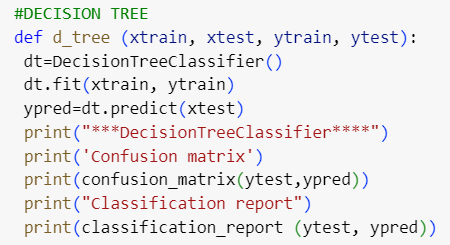 #DECISION TREE
def d_tree (xtrain, xtest, ytrain, ytest):
 dt=DecisionTreeClassifier()
 dt.fit(xtrain, ytrain)
 ypred=dt.predict(xtest)
 print("***DecisionTreeClassifier****")
 print('Confusion matrix')
 print(confusion_matrix(ytest,ypred))
 print("Classification report")
 print(classification_report (ytest, ypred))